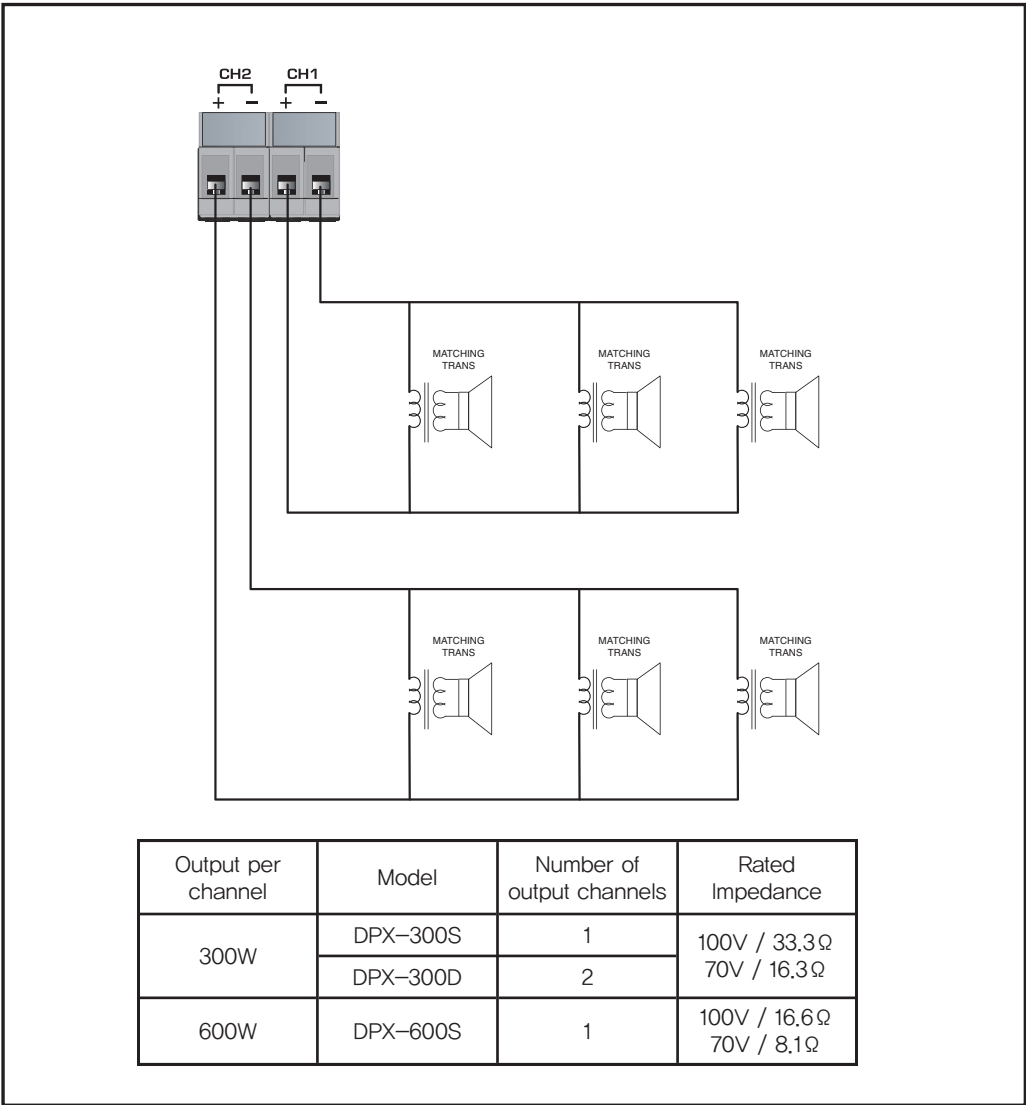 CH2 CH1
+ − + −
MATCHING MATCHING MATCHING
TRANS TRANS TRANS
MATCHING MATCHING MATCHING
TRANS TRANS TRANS
Output per
channel
Model
Number of
output channels
Rated
Impedance
300W
DPX-300S
1
100V / 33.3Ω
70V / 16.3Ω
DPX-300D
2
600W
DPX-600S
1
100V / 16.6Ω
70V / 8.1Ω